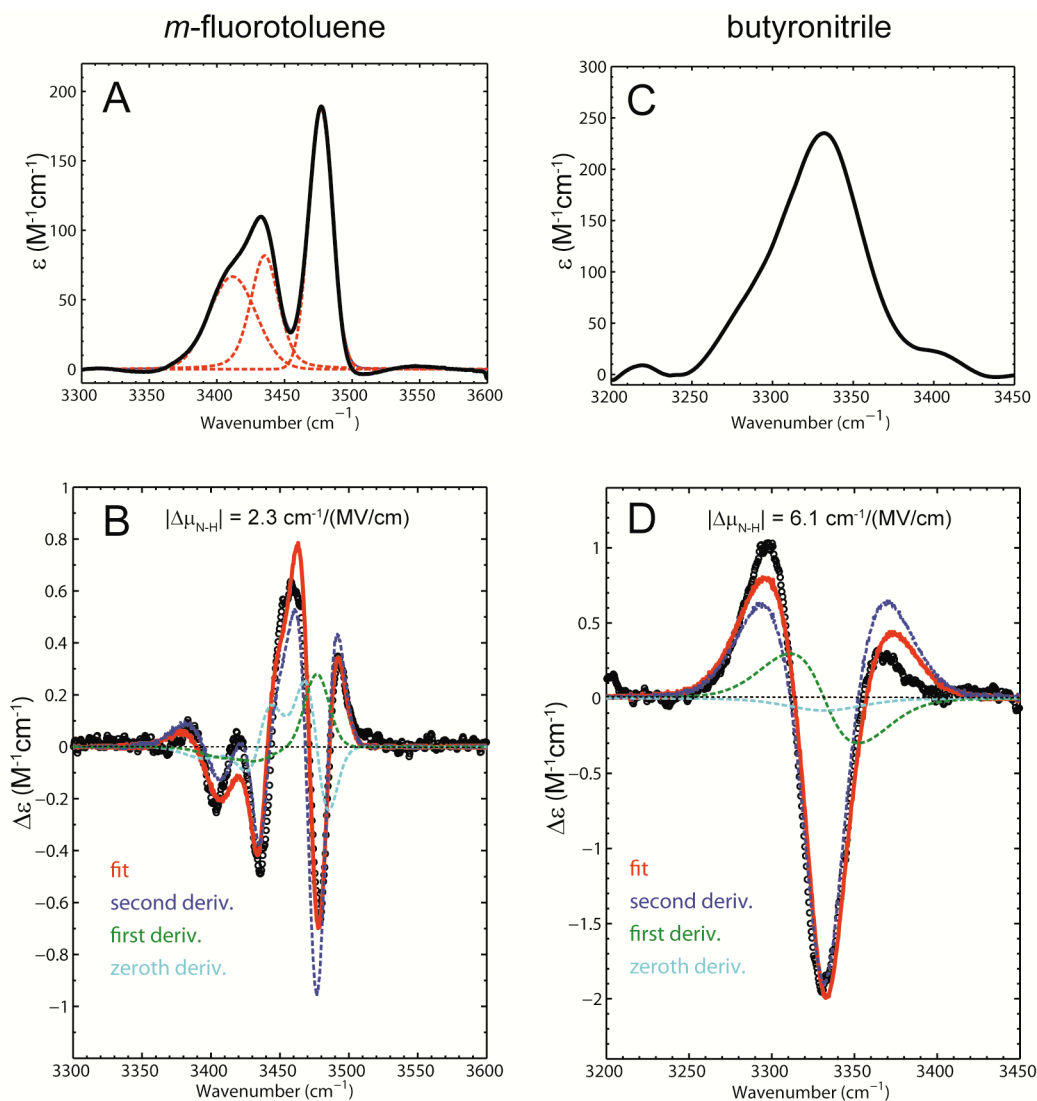 m-fluorotoluene
butyronitrile
A
200
150
100
50
0
ε (M-1cm-1)
3300 3350 3400 3450 3500 3550 3600
Wavenumber (cm−1)
C
300
250
200
150
100
50
0
ε (M-1cm-1)
3200 3250 3300 3350 3400 3450
Wavenumber (cm−1)
B
|ΔμN-H| = 2.3 cm-1/(MV/cm)
1
0.8
0.6
0.4
0.2
0
−0.2
−0.4
−0.6
−0.8
−1
Δε (M-1cm-1)
fit
second deriv.
first deriv.
zeroth deriv.
3300 3350 3400 3450 3500 3550 3600
Wavenumber (cm−1)
D
|ΔμN-H| = 6.1 cm-1/(MV/cm)
1
0.5
0
−0.5
−1
−1.5
−2
Δε (M-1cm-1)
fit
second deriv.
first deriv.
zeroth deriv.
3200 3250 3300 3350 3400 3450
Wavenumber (cm−1)